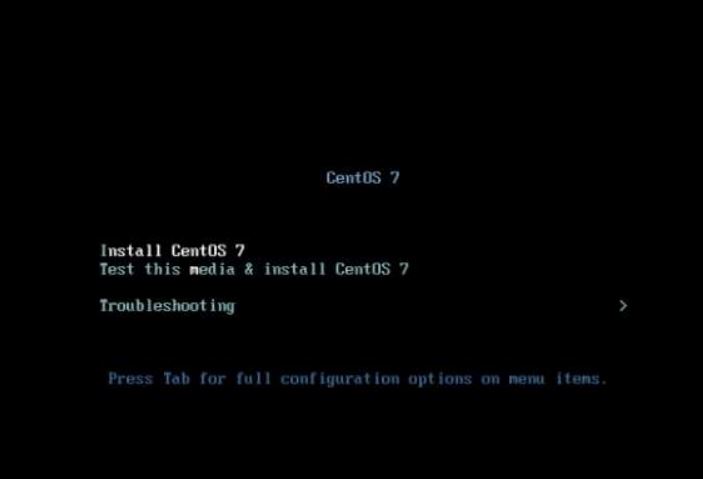 CentOS 7
Install CentOS 7
Test this media & install CentOS 7
Troubleshooting >
Press Tab for full configuration options on menu items.